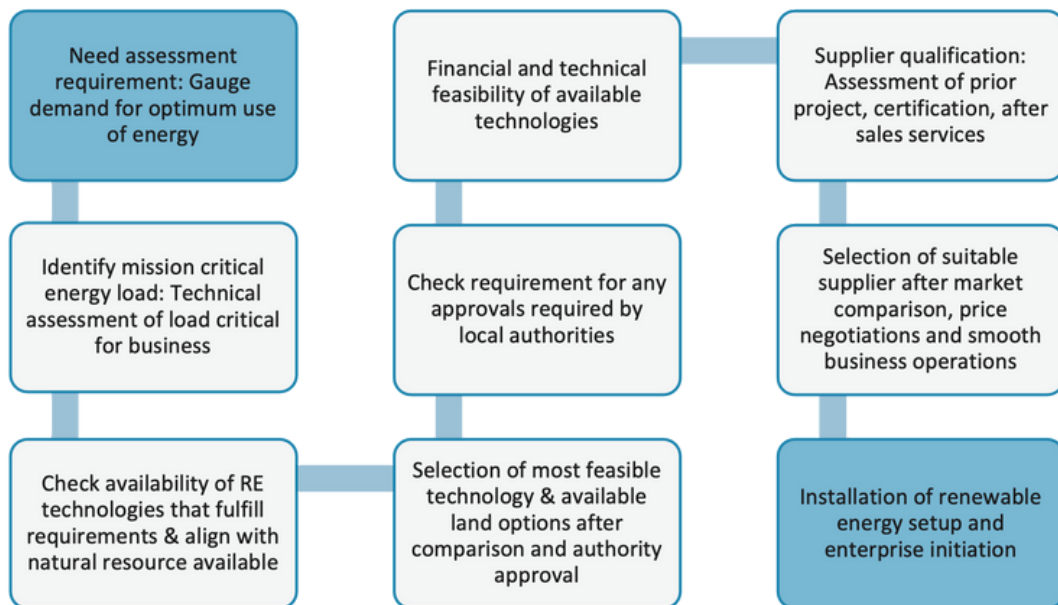 Need assessment
requirement: Gauge
demand for optimum use
of energy
Identify mission critical
energy load: Technical
assessment of load critical
for business
Check availability of RE
technologies that fulfill
requirements & align with
natural resource available
Selection of most feasible
technology & available
land options after
comparison and authority
approval
Check requirement for any
approvals required by
local authorities
Financial and technical
feasibility of available
technologies
Supplier qualification:
Assessment of prior
project, certification, after
sales services
Selection of suitable
supplier after market
comparison, price
negotiations and smooth
business operations
Installation of renewable
energy setup and
enterprise initiation